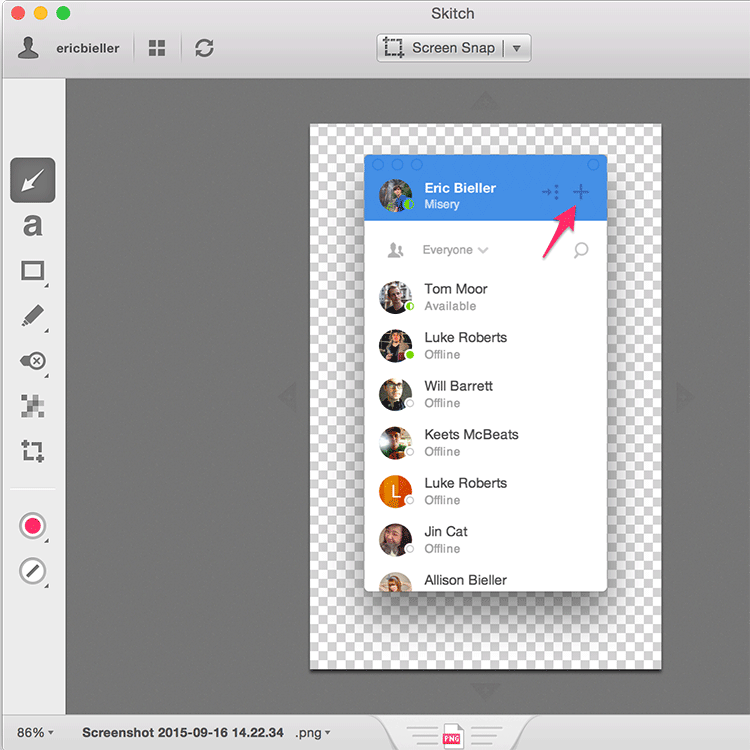 Skitch
ericbieller
Screen Snap
a
Eric Bieller
Misery
Everyone
Tom Moor
Available
Luke Roberts
Offline
Will Barrett
Offline
Keets McBeats
Offline
L
Luke Roberts
Offline
Jin Cat
Offline
Allison Bieller
86% Screenshot 2015-09-16 14.22.34 .png
PNG